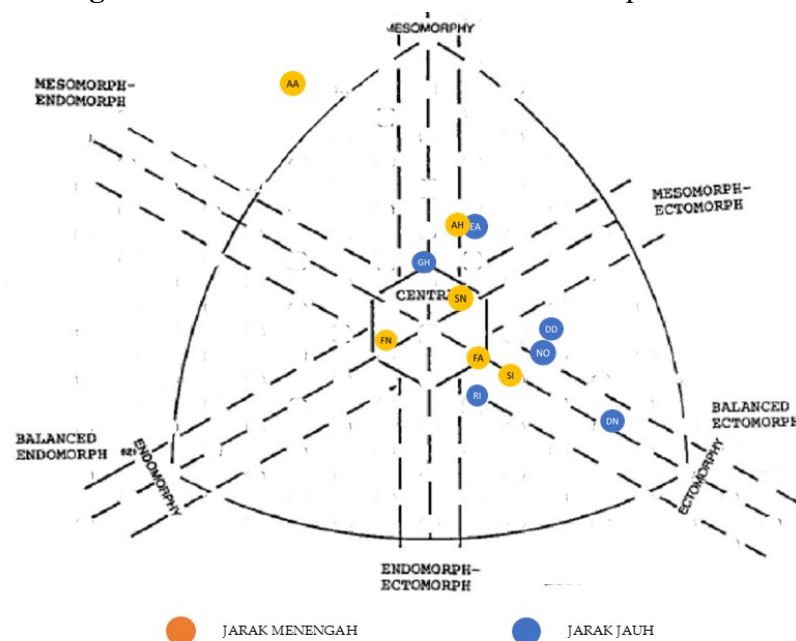 MESOMORPHY
MESOMORPH-
ENDOMORPH
AA
MESOMORPH-
ECTOMORPH
AH
EA
GH
SN
FN
DD
NO
FA
SI
RI
DN
BALANCED
ECTOMORPH
BALANCED
ENDOMORPH
ENDOMORPHY
ECTOMORPHY
ENDOMORPH-
ECTOMORPH
JARAK MENENGAH
JARAK JAUH